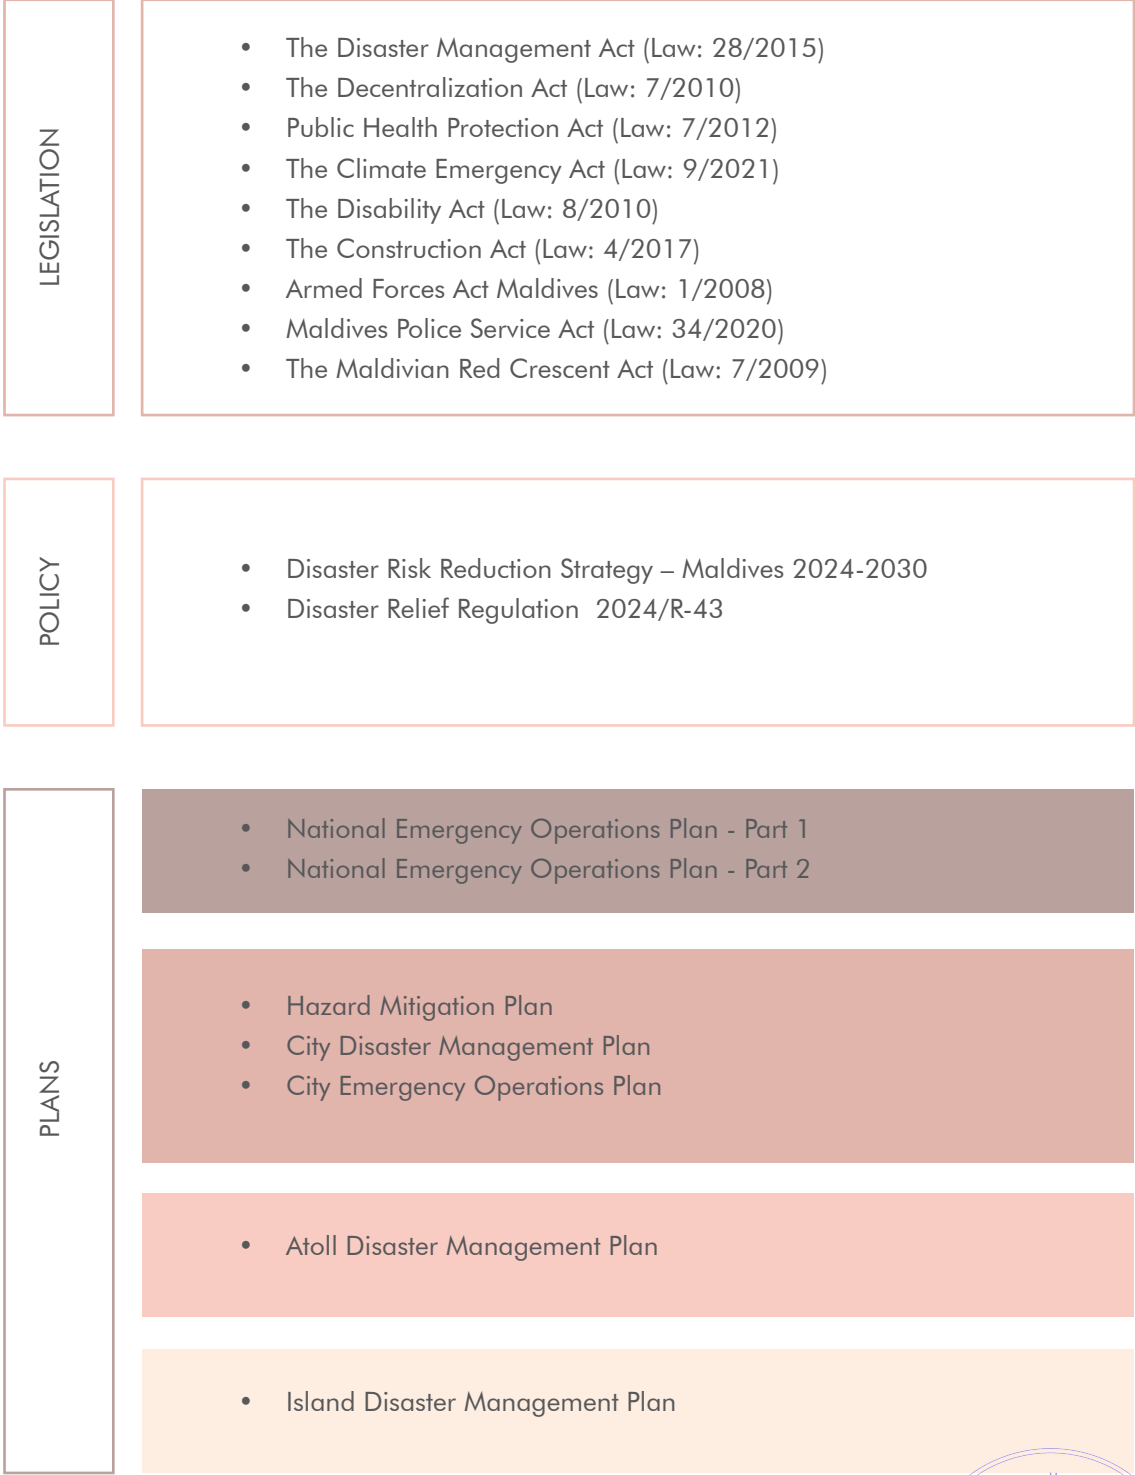 LEGISLATION
• The Disaster Management Act (Law: 28/2015)
• The Decentralization Act (Law: 7/2010)
• Public Health Protection Act (Law: 7/2012)
• The Climate Emergency Act (Law: 9/2021)
• The Disability Act (Law: 8/2010)
• The Construction Act (Law: 4/2017)
• Armed Forces Act Maldives (Law: 1/2008)
• Maldives Police Service Act (Law: 34/2020)
• The Maldivian Red Crescent Act (Law: 7/2009)
POLICY
• Disaster Risk Reduction Strategy – Maldives 2024-2030
• Disaster Relief Regulation  2024/R-43
PLANS
• National Emergency Operations Plan - Part 1
• National Emergency Operations Plan - Part 2
• Hazard Mitigation Plan
• City Disaster Management Plan
• City Emergency Operations Plan
• Atoll Disaster Management Plan
• Island Disaster Management Plan